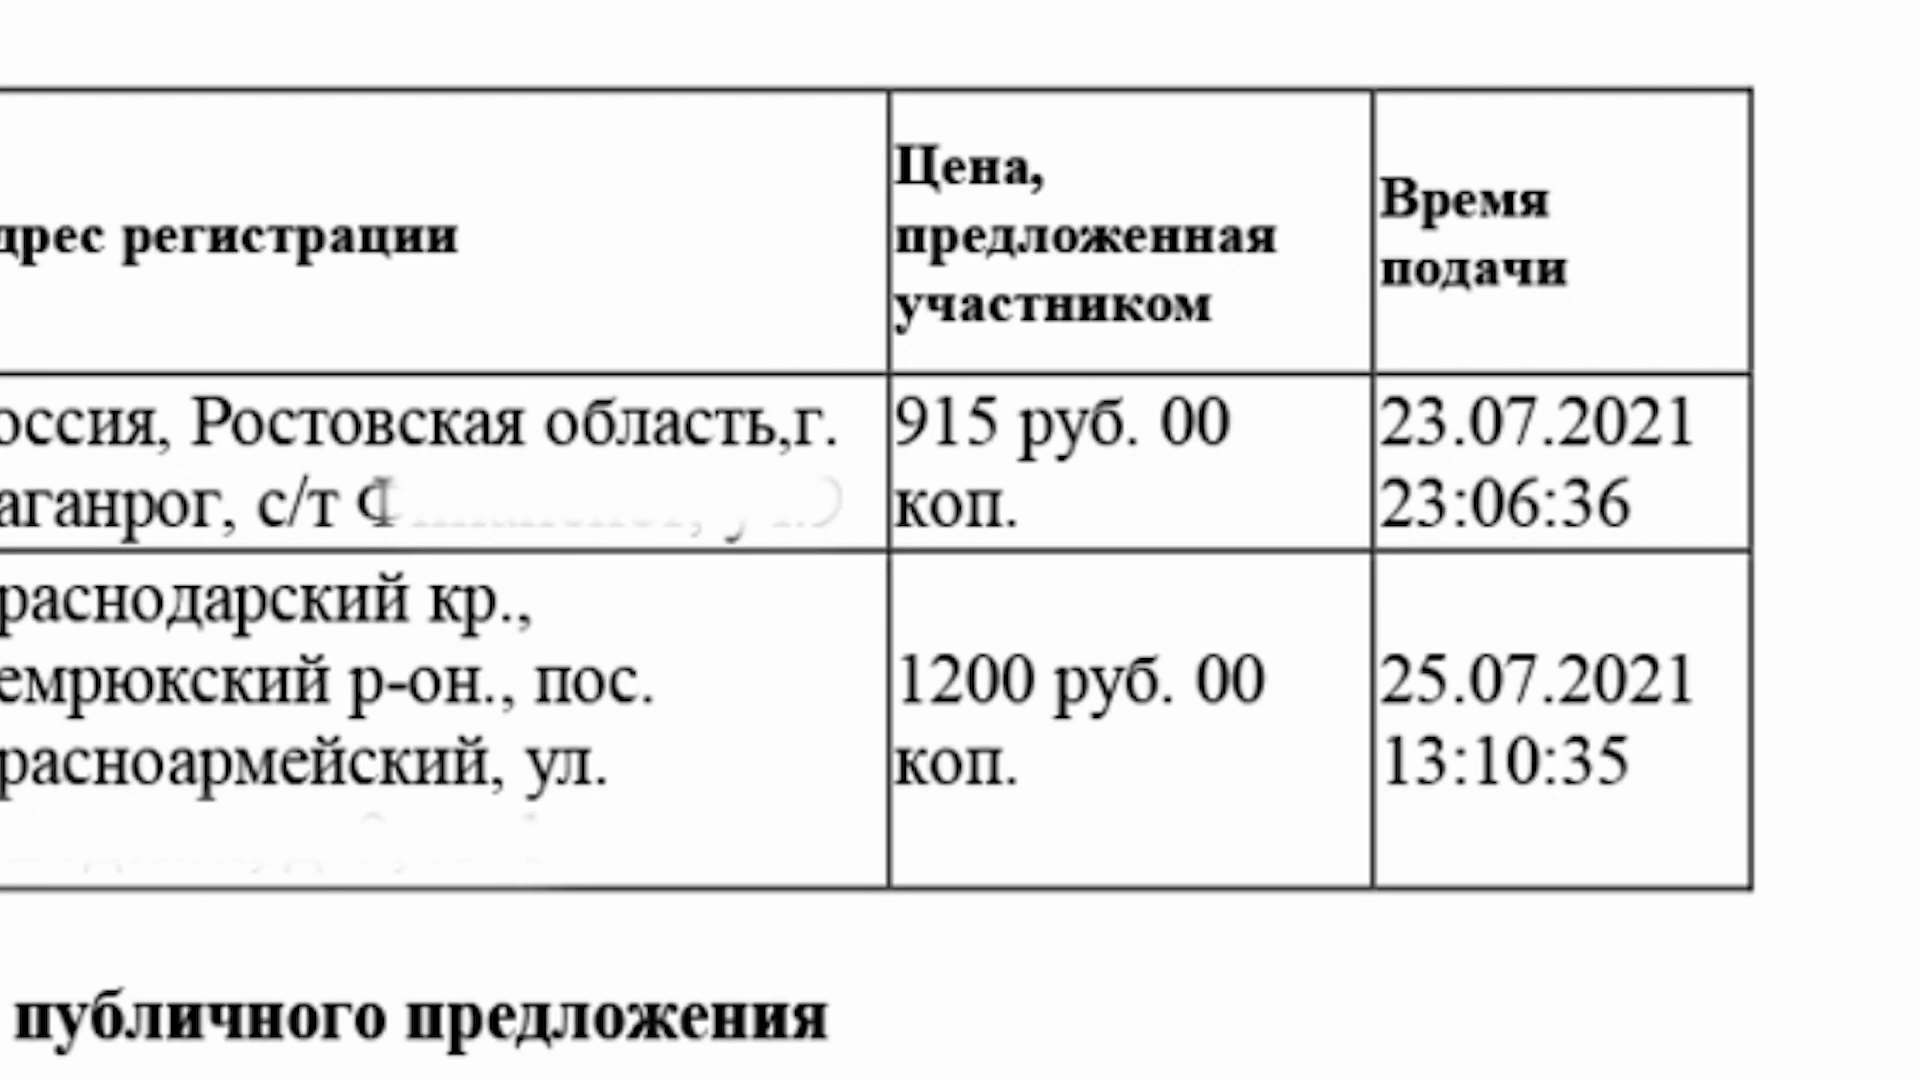 дрес регистрации
Цена,
предложенная
участником
Время
подачи
оссия, Ростовская область,г.
аганрог, с/т
915 руб. 00
коп.
23.07.2021
23:06:36
раснодарский кр.,
емрюкский р-он., пос.
расноармейский, ул.
1200 руб. 00
коп.
25.07.2021
13:10:35
публичного предложения